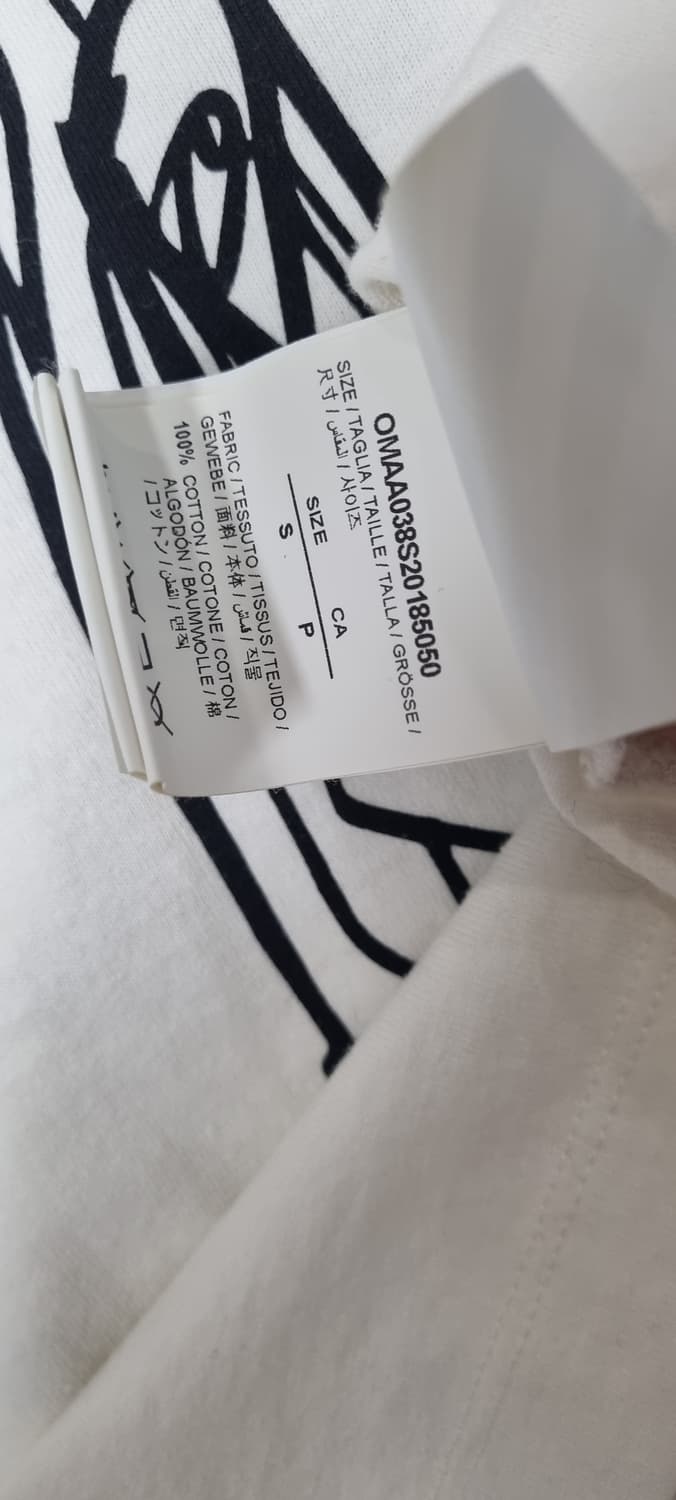 OMAA038S20185050
SIZE / TAGLIA / TAILLE / TALLA / GRÖSSE /
尺寸 / المقاس / 사이즈
SIZE CA
S P
FABRIC / TESSUTO / TISSUS / TEJIDO /
GEWEBE / 面料 / 本体 / قماش / 직물
100% COTTON / COTONE / COTON /
ALGODÓN / BAUMWOLLE / 棉
/ コットン / القطن / 면직